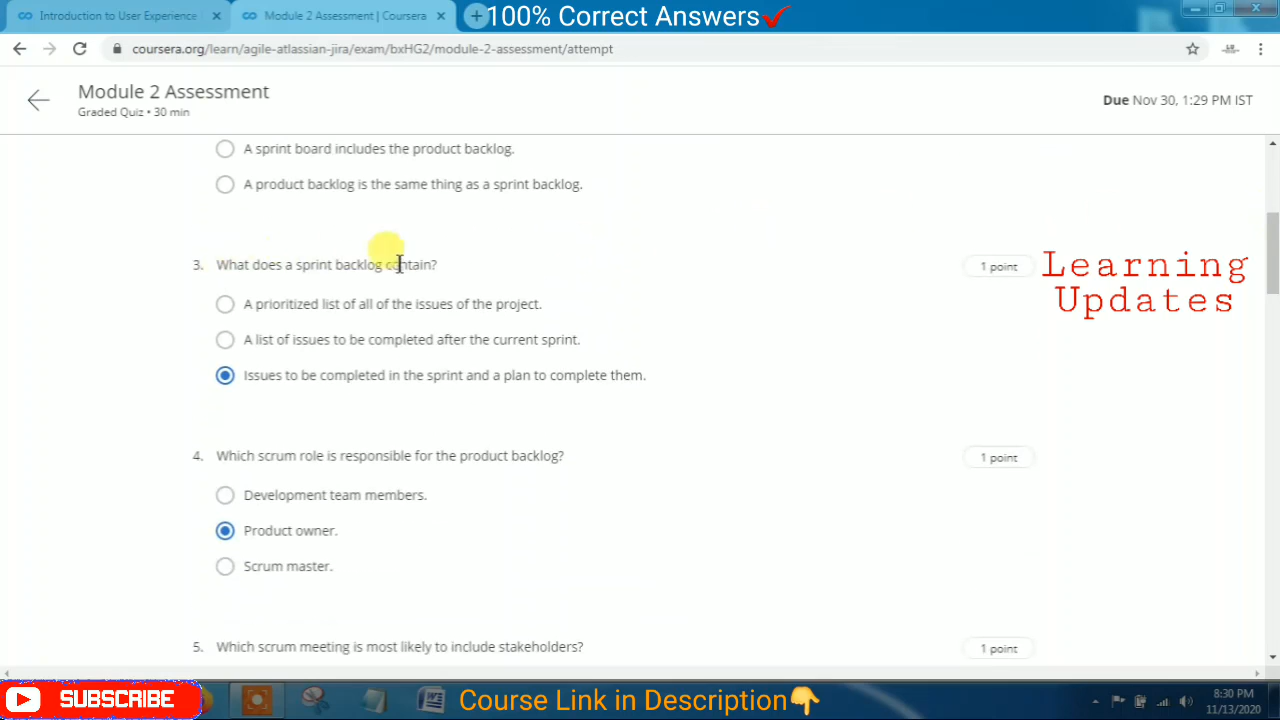 Introduction to User Experience
Module 2 Assessment | Coursera
100% Correct Answers
coursera.org/learn/agile-atlassian-jira/exam/bxHG2/module-2-assessment/attempt
Module 2 Assessment
Graded Quiz • 30 min
Due Nov 30, 1:29 PM IST
A sprint board includes the product backlog.
A product backlog is the same thing as a sprint backlog.
3. What does a sprint backlog contain?
1 point
Learning
Updates
A prioritized list of all of the issues of the project.
A list of issues to be completed after the current sprint.
Issues to be completed in the sprint and a plan to complete them.
4. Which scrum role is responsible for the product backlog?
1 point
Development team members.
Product owner.
Scrum master.
5. Which scrum meeting is most likely to include stakeholders?
1 point
SUBSCRIBE
Course Link in Description
8:30 PM
11/13/2020